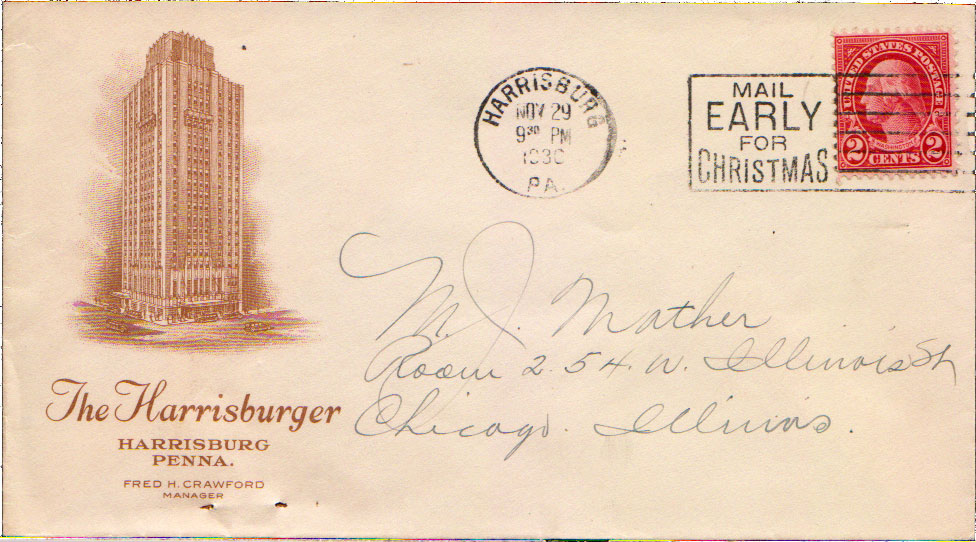 HARRISBURG
NOV 29
9 30 PM
1930
PA.
MAIL
EARLY
FOR
CHRISTMAS
UNITED STATES POSTAGE
WASHINGTON
2 CENTS 2
M. J. Mather
Room 2. 54. W. Illinois St
Chicago. Illinois.
The Harrisburger
HARRISBURG
PENNA.
FRED H. CRAWFORD
MANAGER